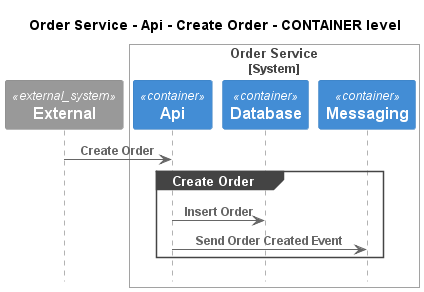 Order Service - Api - Create Order - CONTAINER level
Order Service
[System]
«external_system»
External
«container»
Api
«container»
Database
«container»
Messaging
Create Order
Create Order
Insert Order
Send Order Created Event